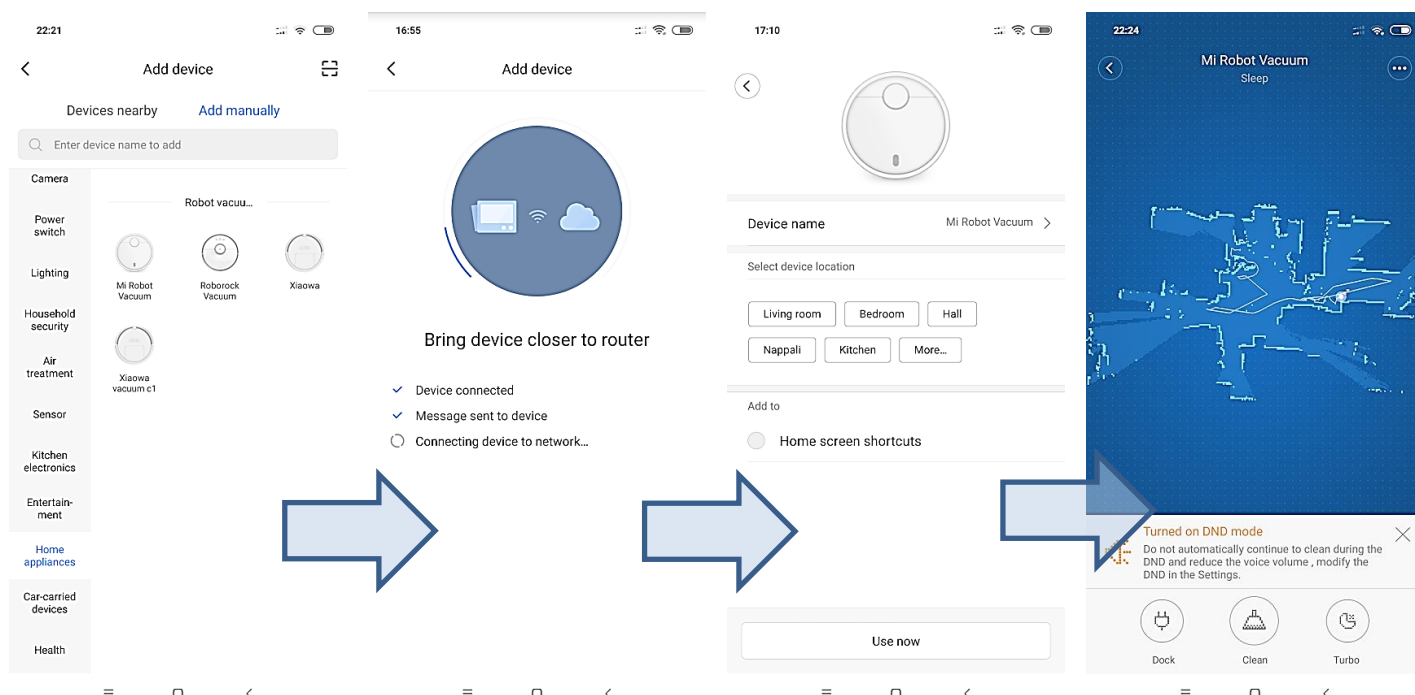 22:21
Add device
Devices nearby
Add manually
Enter device name to add
Camera
Power
switch
Lighting
Household
security
Air
treatment
Sensor
Kitchen
electronics
Entertain-
ment
Home
appliances
Car-carried
devices
Health
Robot vacuu...
Mi Robot
Vacuum
Roborock
Vacuum
Xiaowa
Xiaowa
vacuum c1
16:55
Add device
Bring device closer to router
Device connected
Message sent to device
Connecting device to network...
17:10
Device name
Mi Robot Vacuum
Select device location
Living room
Bedroom
Hall
Nappali
Kitchen
More...
Add to
Home screen shortcuts
Use now
22:24
Mi Robot Vacuum
Sleep
Turned on DND mode
Do not automatically continue to clean during the
DND and reduce the voice volume , modify the
DND in the Settings.
Dock
Clean
Turbo